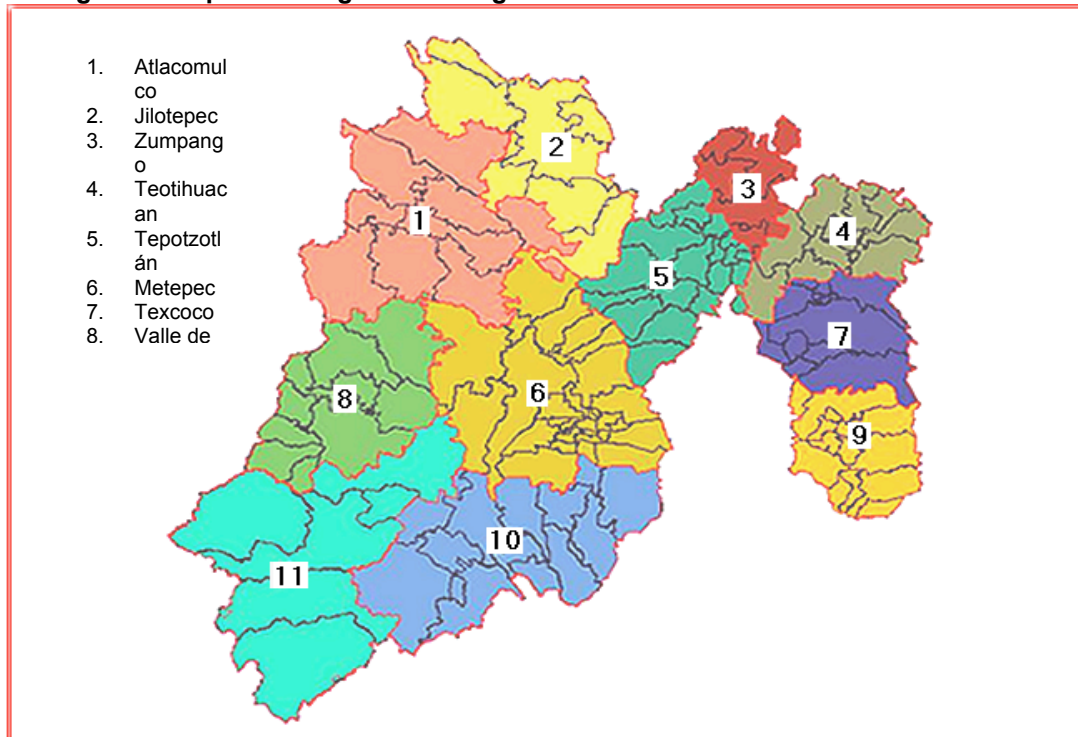 1. Atlacomul
co
2. Jilotepec
3. Zumpang
o
4. Teotihuac
an
5. Tepotzotl
án
6. Metepec
7. Texcoco
8. Valle de
1
2
3
4
5
6
7
8
9
10
11